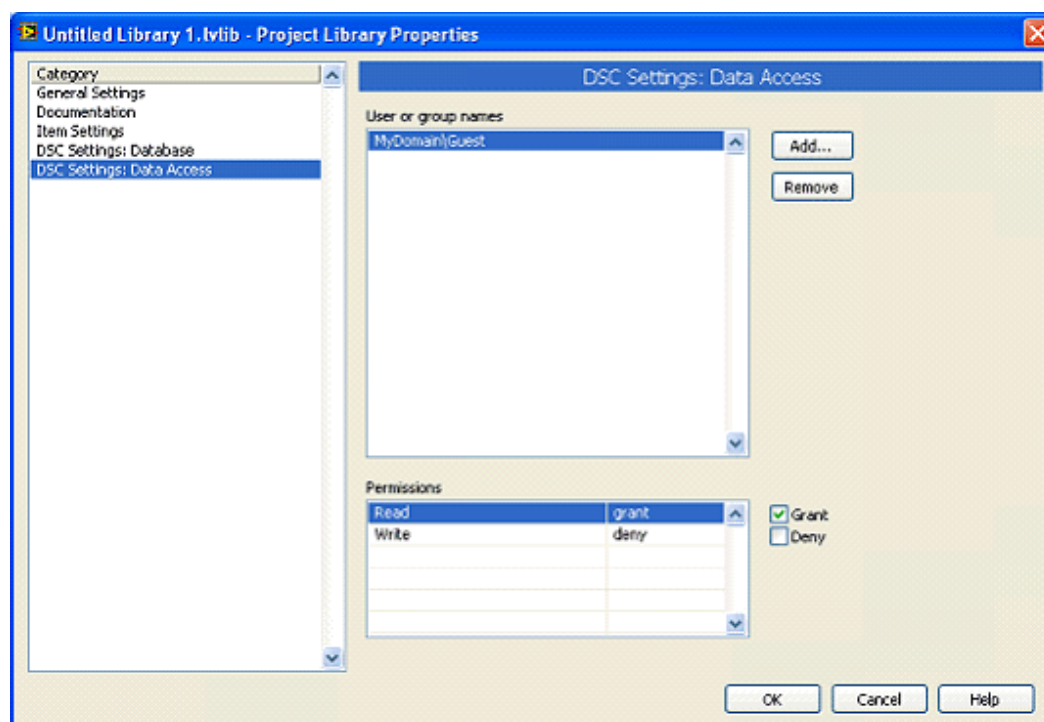 Untitled Library 1.lvlib - Project Library Properties
Category
General Settings
Documentation
Item Settings
DSC Settings: Database
DSC Settings: Data Access
DSC Settings: Data Access
User or group names
MyDomain\Guest
Add...
Remove
Permissions
Read grant
Write deny
Grant
Deny
OK Cancel Help